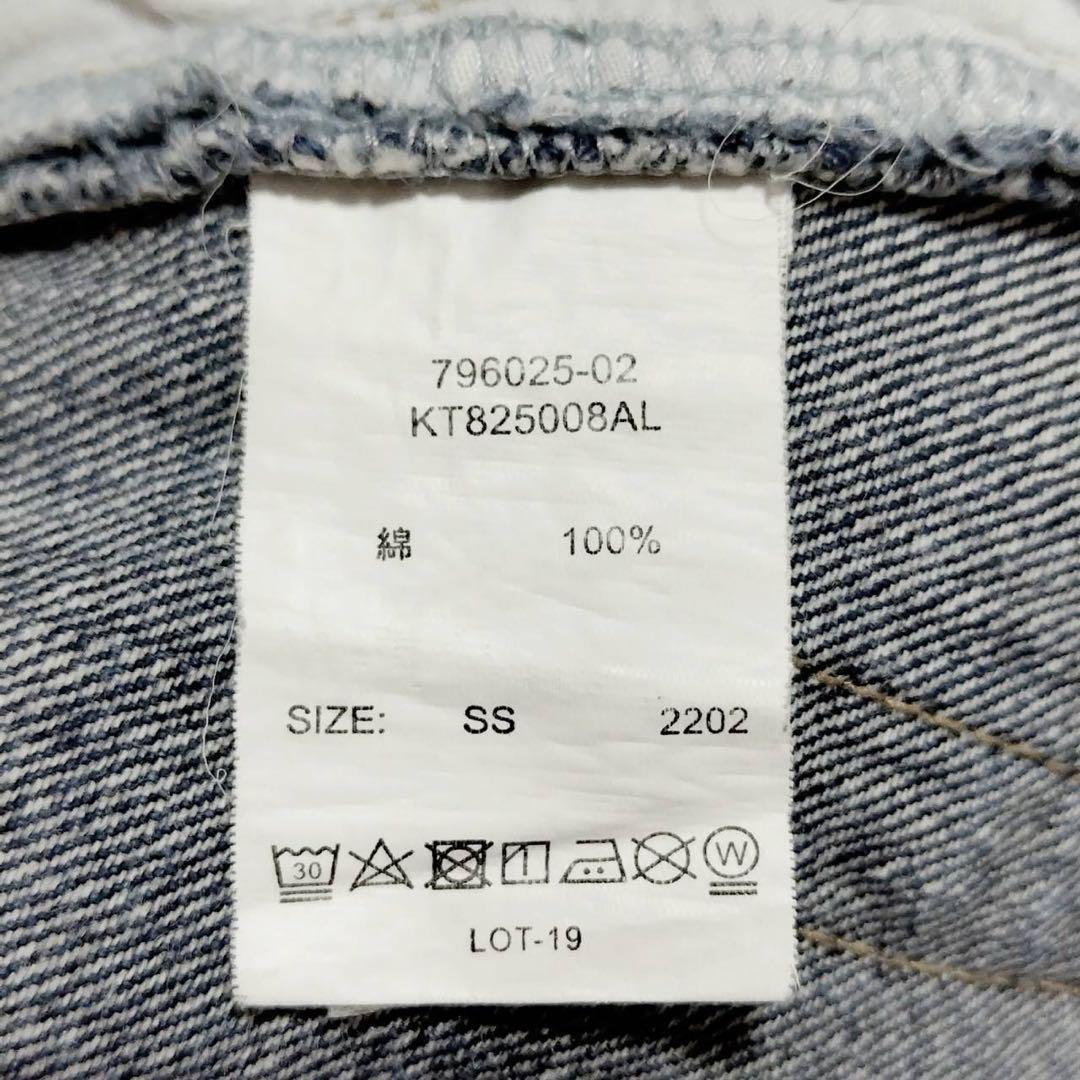 796025-02
KT825008AL
綿 100%
SIZE: SS 2202
30 W
LOT-19